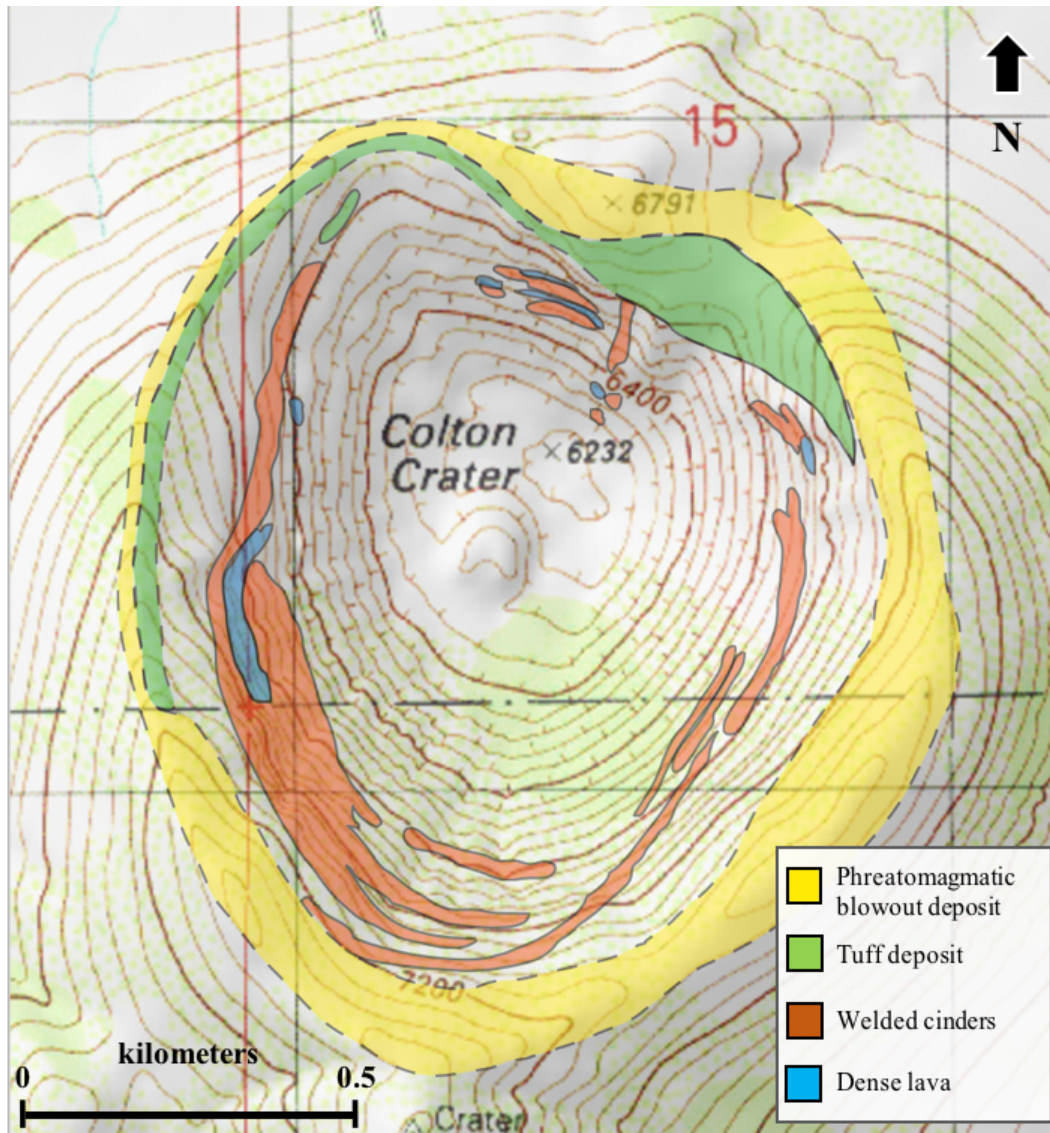 15
N
× 6791
6400
Colton
Crater
×6232
7200
kilometers
0 0.5
Crater
Phreatomagmatic
blowout deposit
Tuff deposit
Welded cinders
Dense lava